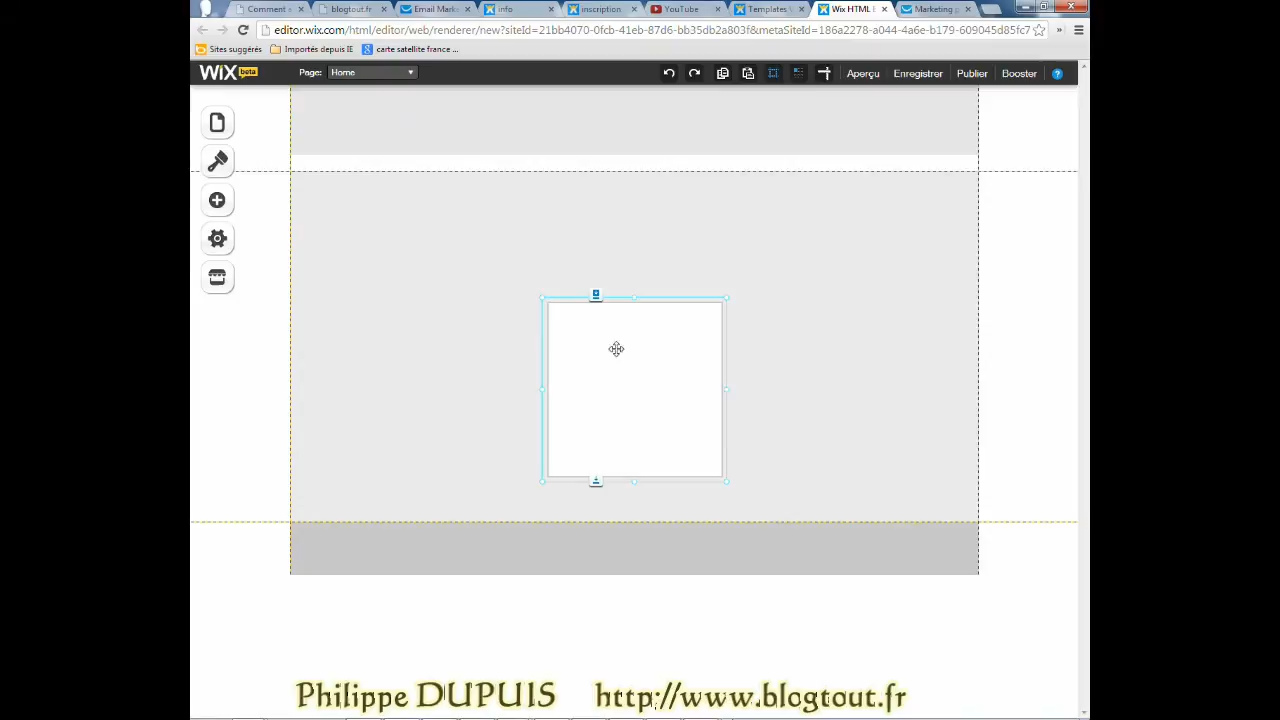 Comment
blogtout.fr
Email Mark
info
inscription
YouTube
Templates V
Wix HTML E
Marketing p
editor.wix.com/html/editor/web/renderer/new?siteId=21bb4070-0fcb-41eb-87d6-bb35db2a803f&metaSiteId=186a2278-a044-4a6e-b179-609045d85fc7
Sites suggérés
Importés depuis IE
carte satellite france ...
WiX beta
Page:
Home
Aperçu
Enregistrer
Publier
Booster
?
Philippe DUPUIS http://www.blogtout.fr